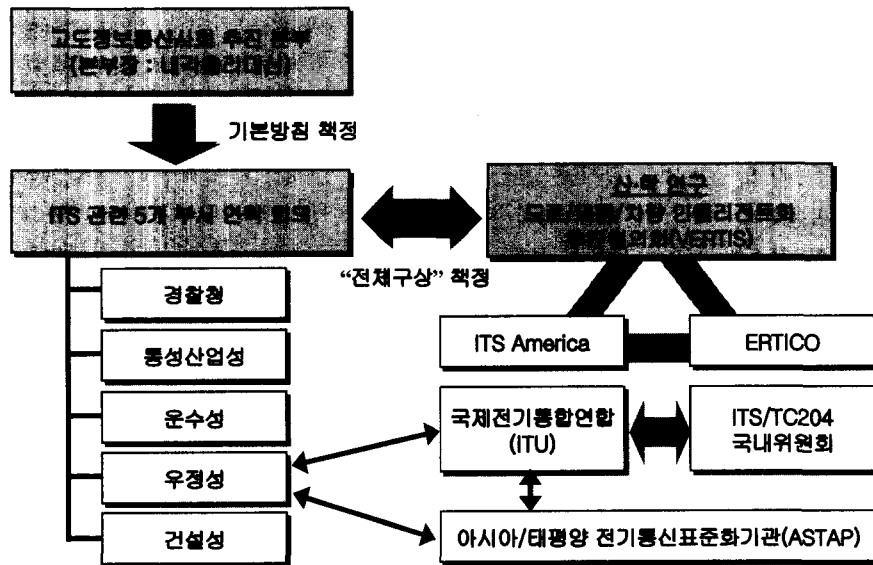 고도정보통신사회 추진 본부
(본부장 : 내각총리대신)
기본방침 책정
ITS 관련 5개 부서 연락 회의
산·학 연구
도로/교통/차량 인텔리전트화
추진협의회(VERTIS)
“전체구상” 책정
경찰청
통성산업성
운수성
우정성
건설성
ITS America
ERTICO
국제전기통합연합
(ITU)
ITS/TC204
국내위원회
아시아/태평양 전기통신표준화기관(ASTAP)